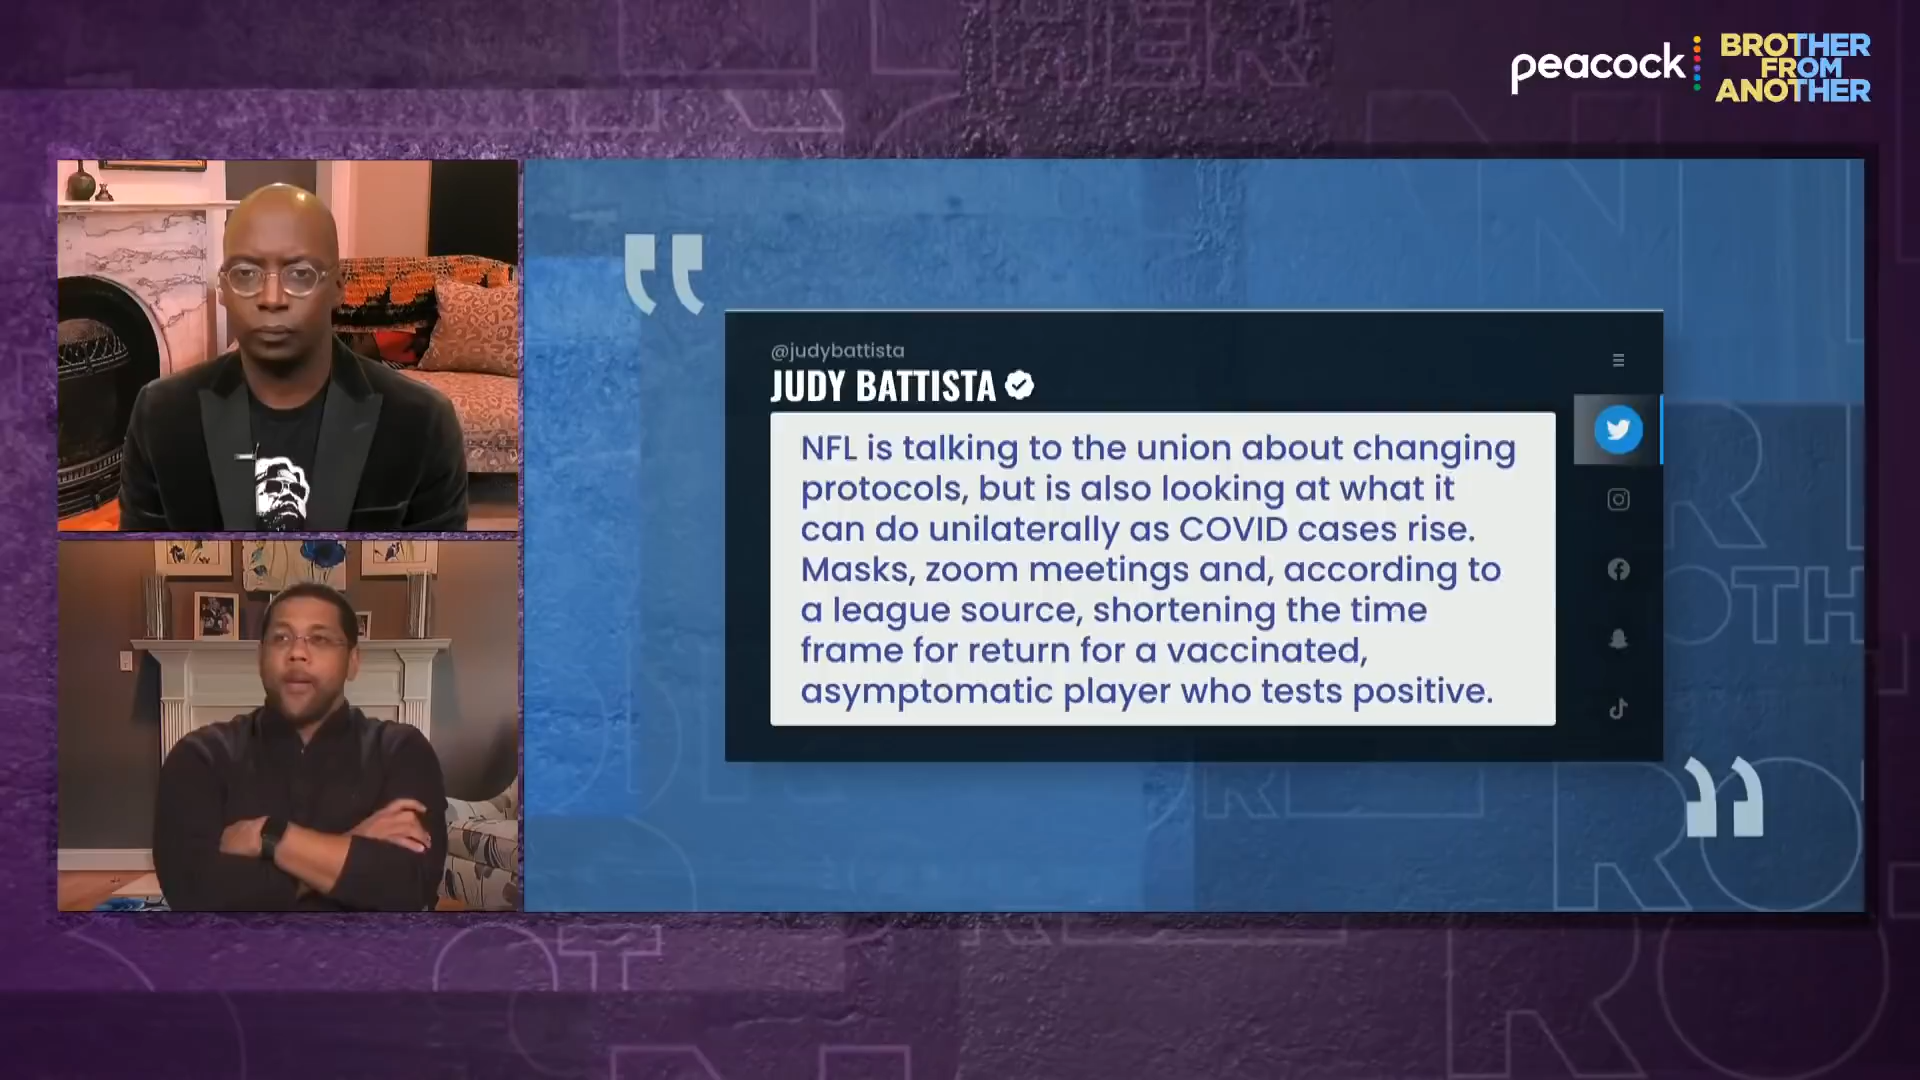 peacock
BROTHER
FROM
ANOTHER
@judybattista
JUDY BATTISTA
NFL is talking to the union about changing
protocols, but is also looking at what it
can do unilaterally as COVID cases rise.
Masks, zoom meetings and, according to
a league source, shortening the time
frame for return for a vaccinated,
asymptomatic player who tests positive.